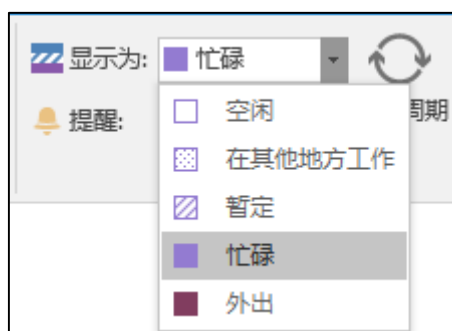 显示为: 忙碌
提醒: 周期
空闲
在其他地方工作
暂定
忙碌
外出